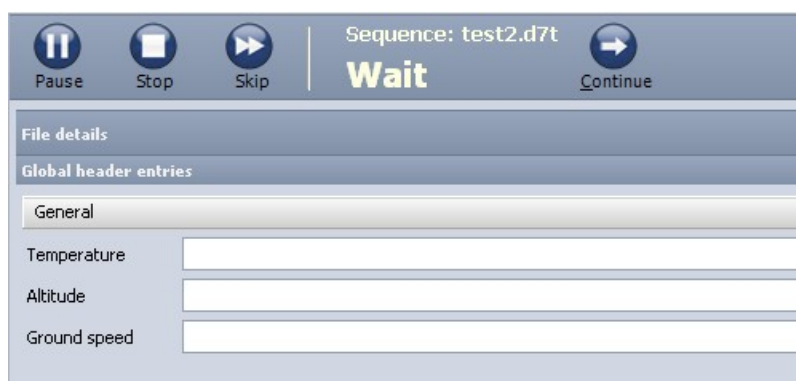 Pause Stop Skip
Sequence: test2.d7t
Wait
Continue
File details
Global header entries
General
Temperature
Altitude
Ground speed